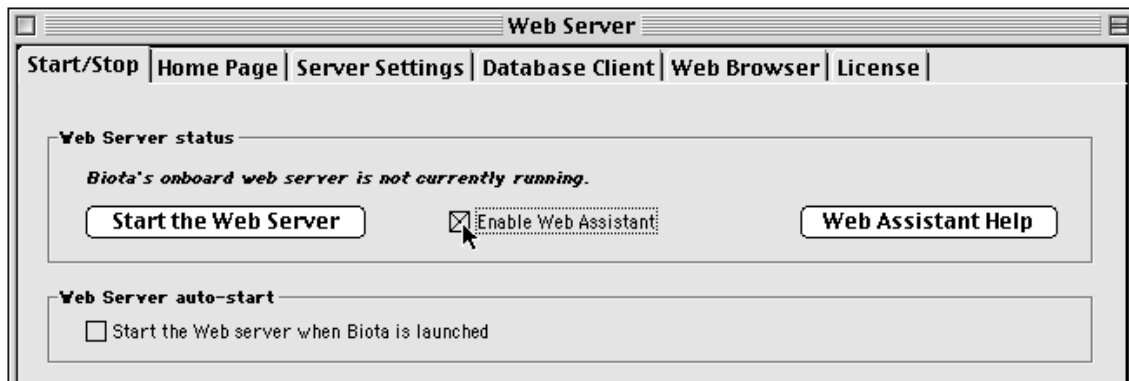 Web Server
Start/Stop Home Page Server Settings Database Client Web Browser License
Web Server status
Biota's onboard web server is not currently running.
Start the Web Server Enable Web Assistant Web Assistant Help
Web Server auto-start
Start the Web server when Biota is launched